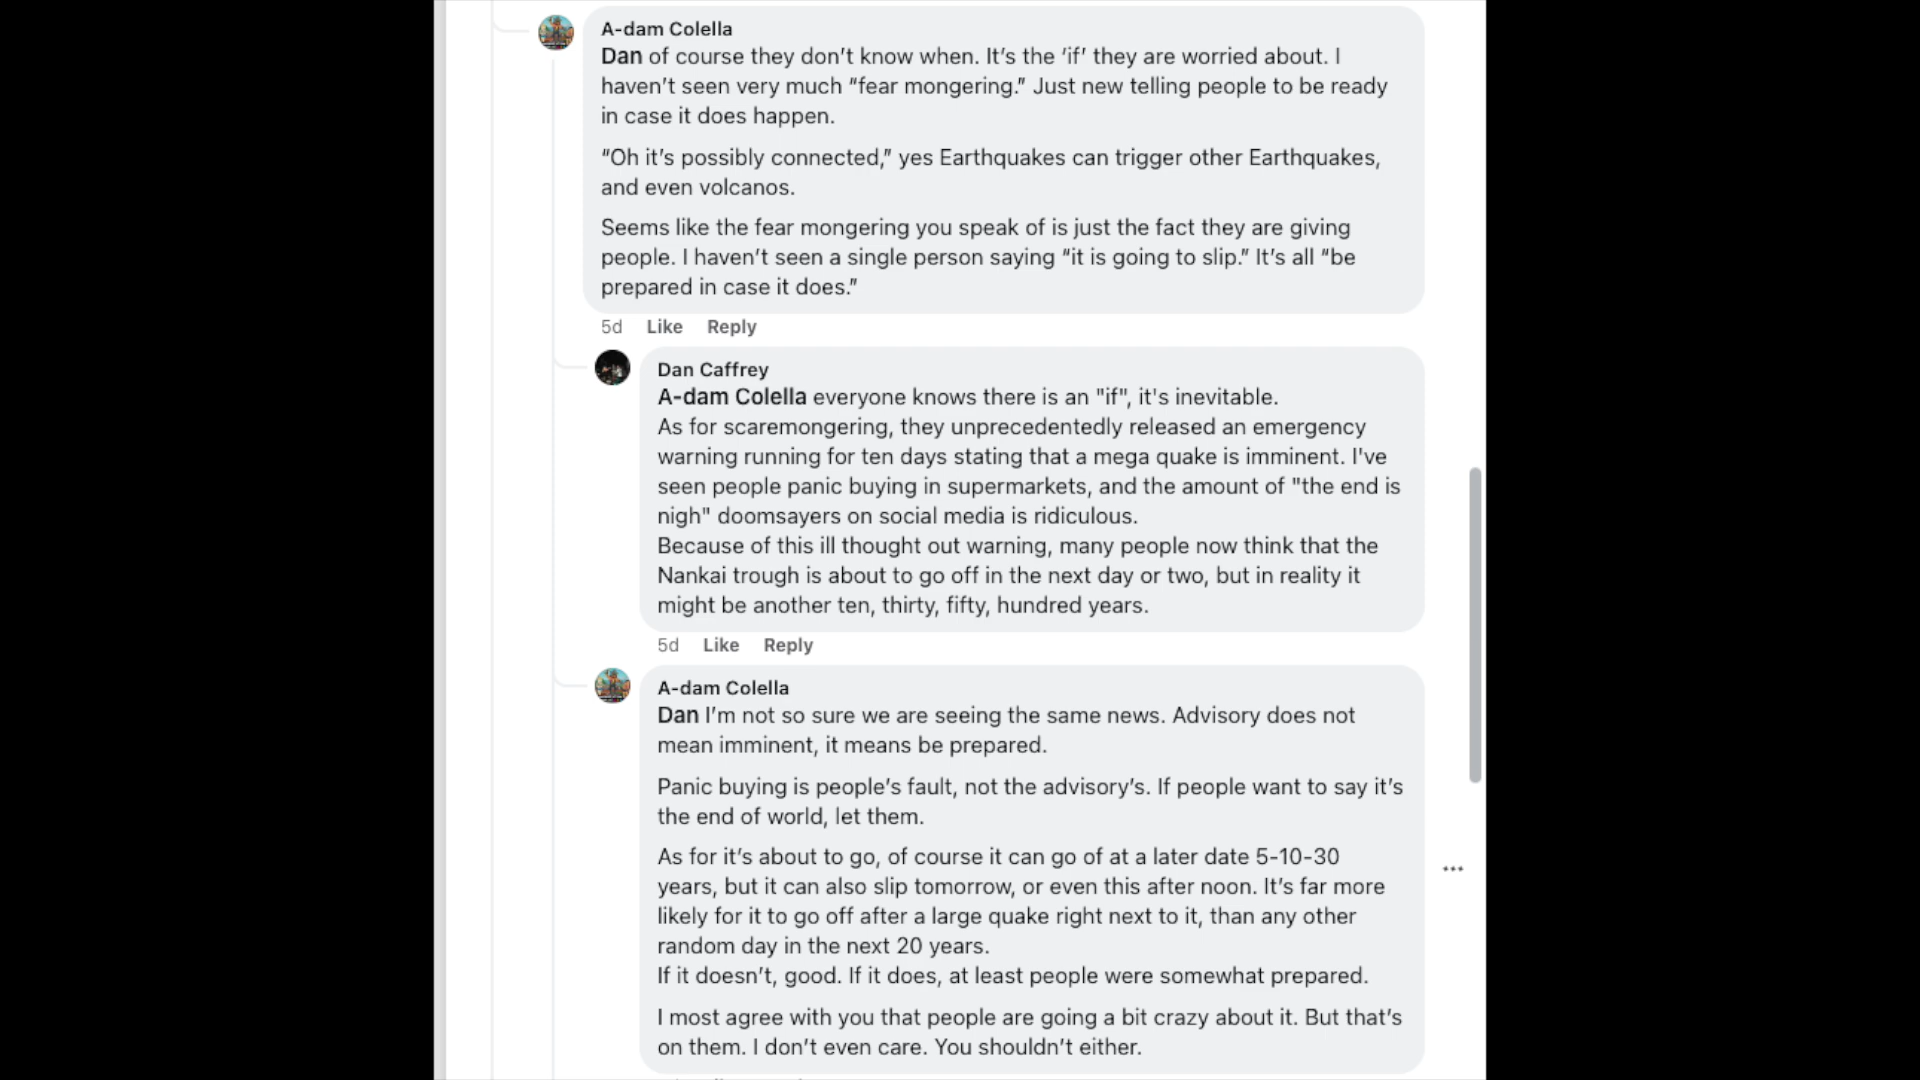 A-dam Colella
Dan of course they don’t know when. It’s the ‘if’ they are worried about. I
haven’t seen very much “fear mongering.” Just new telling people to be ready
in case it does happen.
“Oh it’s possibly connected,” yes Earthquakes can trigger other Earthquakes,
and even volcanos.
Seems like the fear mongering you speak of is just the fact they are giving
people. I haven’t seen a single person saying “it is going to slip.” It’s all “be
prepared in case it does.”
5d Like Reply
Dan Caffrey
A-dam Colella everyone knows there is an "if", it's inevitable.
As for scaremongering, they unprecedentedly released an emergency
warning running for ten days stating that a mega quake is imminent. I've
seen people panic buying in supermarkets, and the amount of "the end is
nigh" doomsayers on social media is ridiculous.
Because of this ill thought out warning, many people now think that the
Nankai trough is about to go off in the next day or two, but in reality it
might be another ten, thirty, fifty, hundred years.
5d Like Reply
A-dam Colella
Dan I’m not so sure we are seeing the same news. Advisory does not
mean imminent, it means be prepared.
Panic buying is people’s fault, not the advisory’s. If people want to say it’s
the end of world, let them.
As for it’s about to go, of course it can go of at a later date 5-10-30
years, but it can also slip tomorrow, or even this after noon. It’s far more
likely for it to go off after a large quake right next to it, than any other
random day in the next 20 years.
If it doesn’t, good. If it does, at least people were somewhat prepared.
I most agree with you that people are going a bit crazy about it. But that’s
on them. I don’t even care. You shouldn’t either.